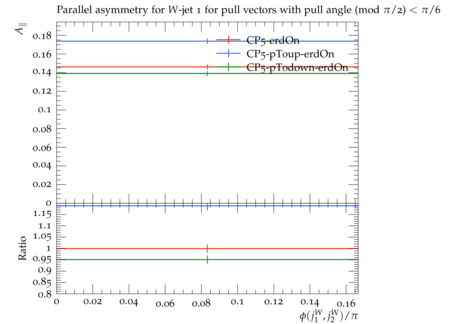 Parallel asymmetry for W-jet 1 for pull vectors with pull angle (mod π/2) < π/6
A∥
0.18
0.16
0.14
0.12
0.1
0.08
0.06
0.04
0.02
0
CP5-erdOn
CP5-pToup-erdOn
CP5-pTodown-erdOn
Ratio
1.15
1.1
1.05
1
0.95
0.9
0.85
0.8
0 0.02 0.04 0.06 0.08 0.1 0.12 0.14 0.16
ϕ(j₁ᵂ, j₂ᵂ)/π